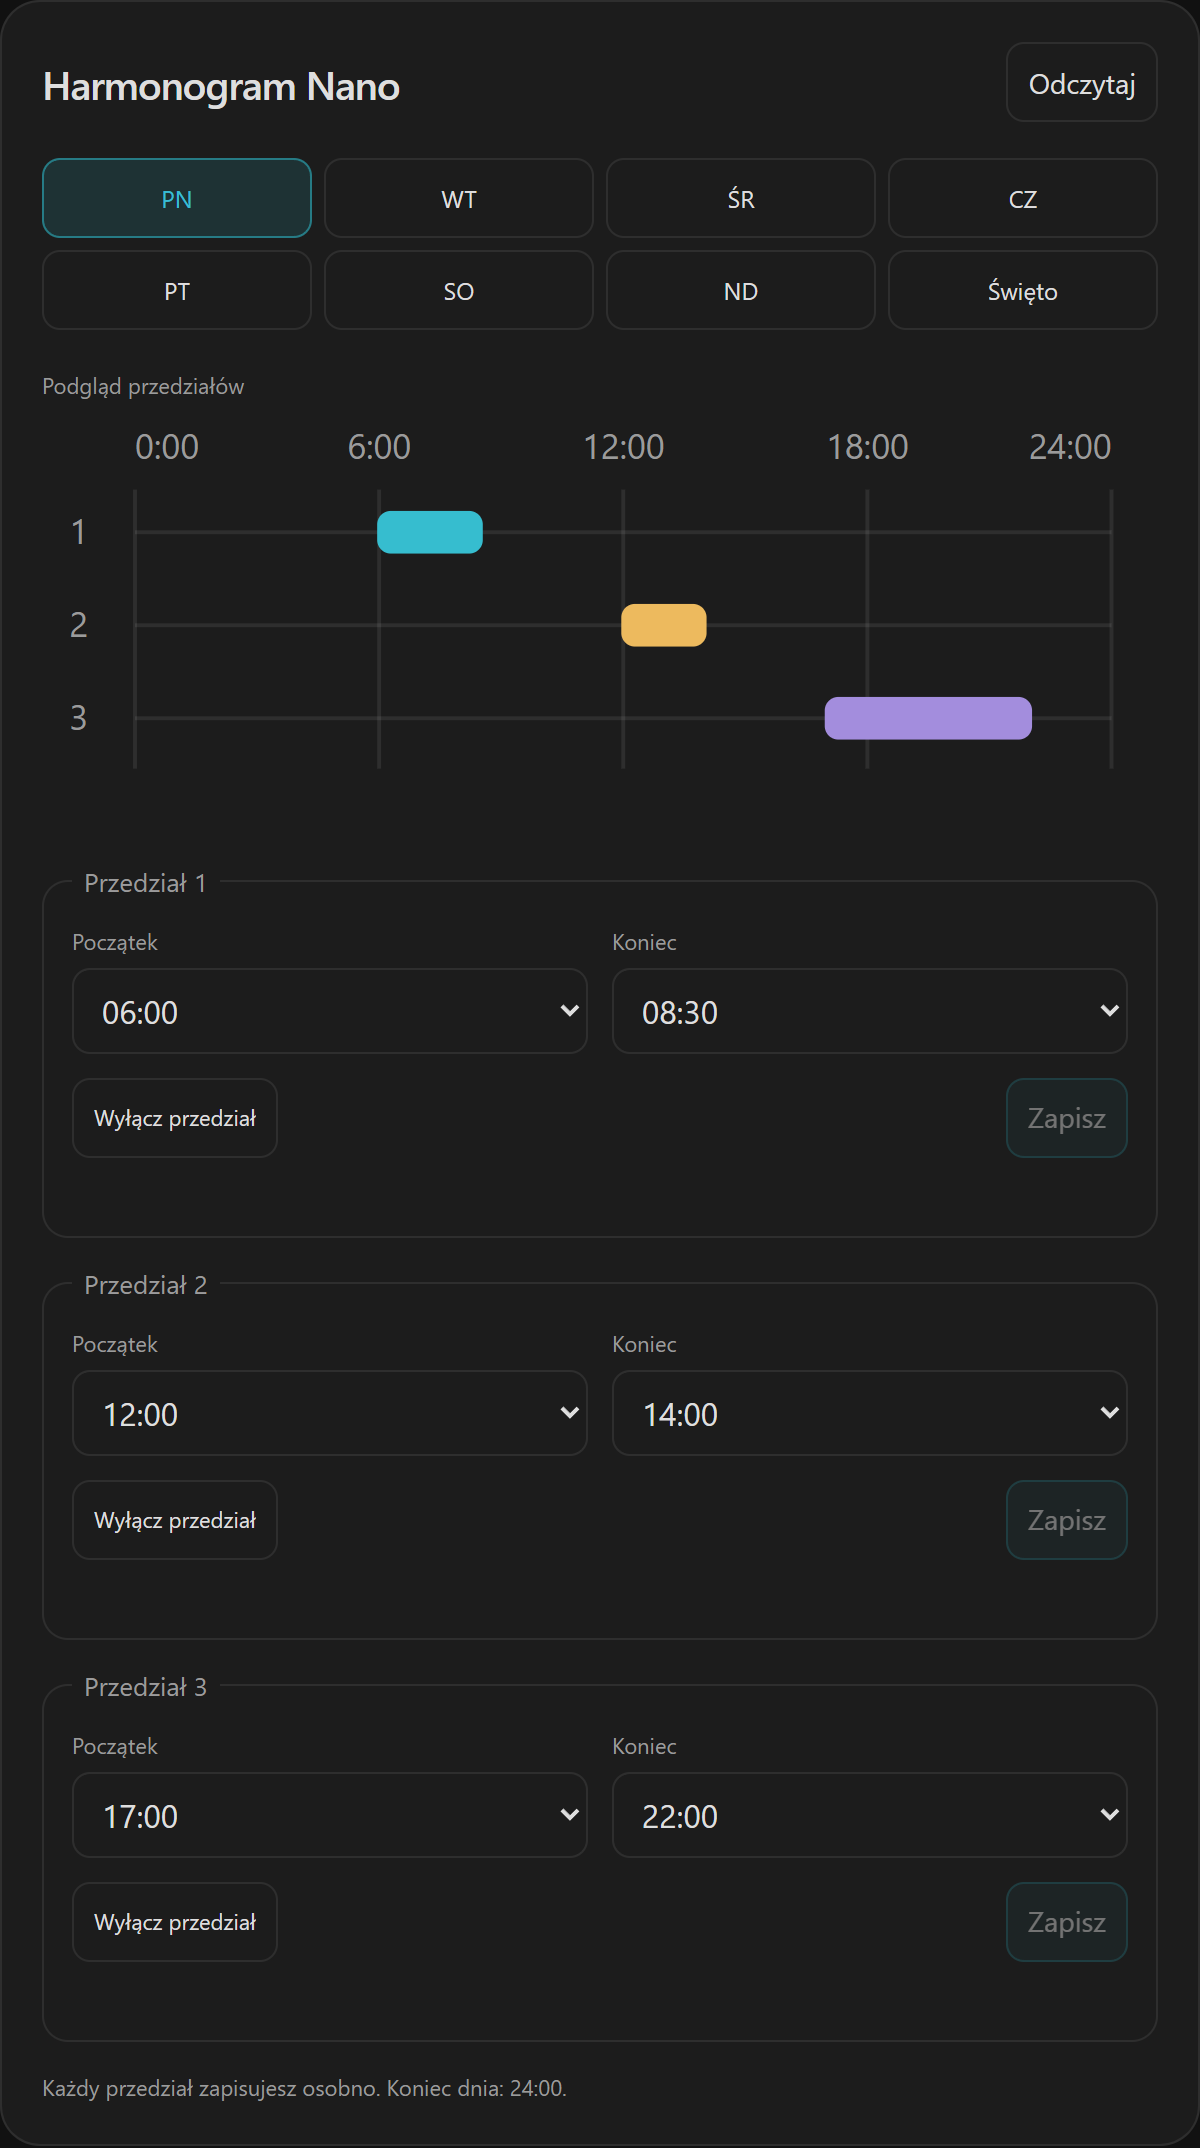 Harmonogram Nano
Odczytaj
PN WT ŚR CZ
PT SO ND Święto
Podgląd przedziałów
0:00 6:00 12:00 18:00 24:00
1
2
3
Przedział 1
Początek Koniec
06:00 08:30
Wyłącz przedział Zapisz
Przedział 2
Początek Koniec
12:00 14:00
Wyłącz przedział Zapisz
Przedział 3
Początek Koniec
17:00 22:00
Wyłącz przedział Zapisz
Każdy przedział zapisujesz osobno. Koniec dnia: 24:00.